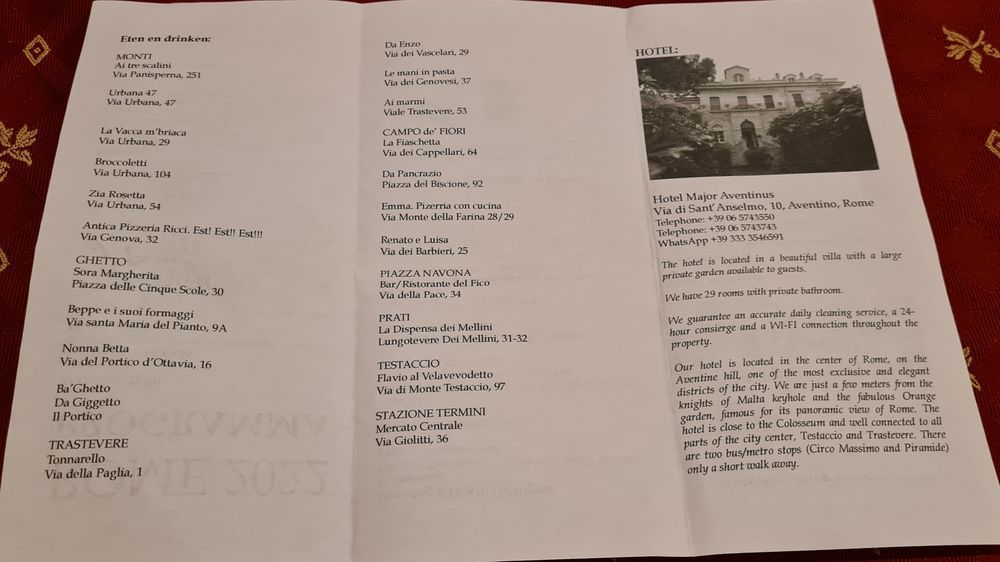 Eten en drinken:
MONTI
Ai tre scalini
Via Panisperna, 251
Urbana 47
Via Urbana, 47
La Vacca m'briaca
Via Urbana, 29
Broccoletti
Via Urbana, 104
Zia Rosetta
Via Urbana, 54
Antica Pizzeria Ricci. Est! Est!! Est!!!
Via Genova, 32
GHETTO
Sora Margherita
Piazza delle Cinque Scole, 30
Beppe e i suoi formaggi
Via santa Maria del Pianto, 9A
Nonna Betta
Via del Portico d'Ottavia, 16
Ba'Ghetto
Da Giggetto
Il Portico
TRASTEVERE
Tonnarello
Via della Paglia, 1
Da Enzo
Via dei Vascelari, 29
Le mani in pasta
Via dei Genovesi, 37
Ai marmi
Viale Trastevere, 53
CAMPO de' FIORI
La Fiaschetta
Via dei Cappellari, 64
Da Pancrazio
Piazza del Biscione, 92
Emma. Pizerria con cucina
Via Monte della Farina 28/29
Renato e Luisa
Via dei Barbieri, 25
PIAZZA NAVONA
Bar/Ristorante del Fico
Via della Pace, 34
PRATI
La Dispensa dei Mellini
Lungotevere Dei Mellini, 31-32
TESTACCIO
Flavio al Velavevodetto
Via di Monte Testaccio, 97
STAZIONE TERMINI
Mercato Centrale
Via Giolitti, 36
HOTEL:
Hotel Major Aventinus
Via di Sant' Anselmo, 10, Aventino, Rome
Telephone: +39 06 5743550
Telephone: +39 06 5743743
WhatsApp +39 333 3546591
The hotel is located in a beautiful villa with a large
private garden available to guests.
We have 29 rooms with private bathroom.
We guarantee an accurate daily cleaning service, a 24-
hour consierge and a WI-FI connection throughout the
property.
Our hotel is located in the center of Rome, on the
Aventine hill, one of the most exclusive and elegant
districts of the city. We are just a few meters from the
knights of Malta keyhole and the fabulous Orange
garden, famous for its panoramic view of Rome. The
hotel is close to the Colosseum and well connected to all
parts of the city center, Testaccio and Trastevere. There
are two bus/metro stops (Circo Massimo and Piramide)
only a short walk away.
PROGRAMMA
ROME 2022